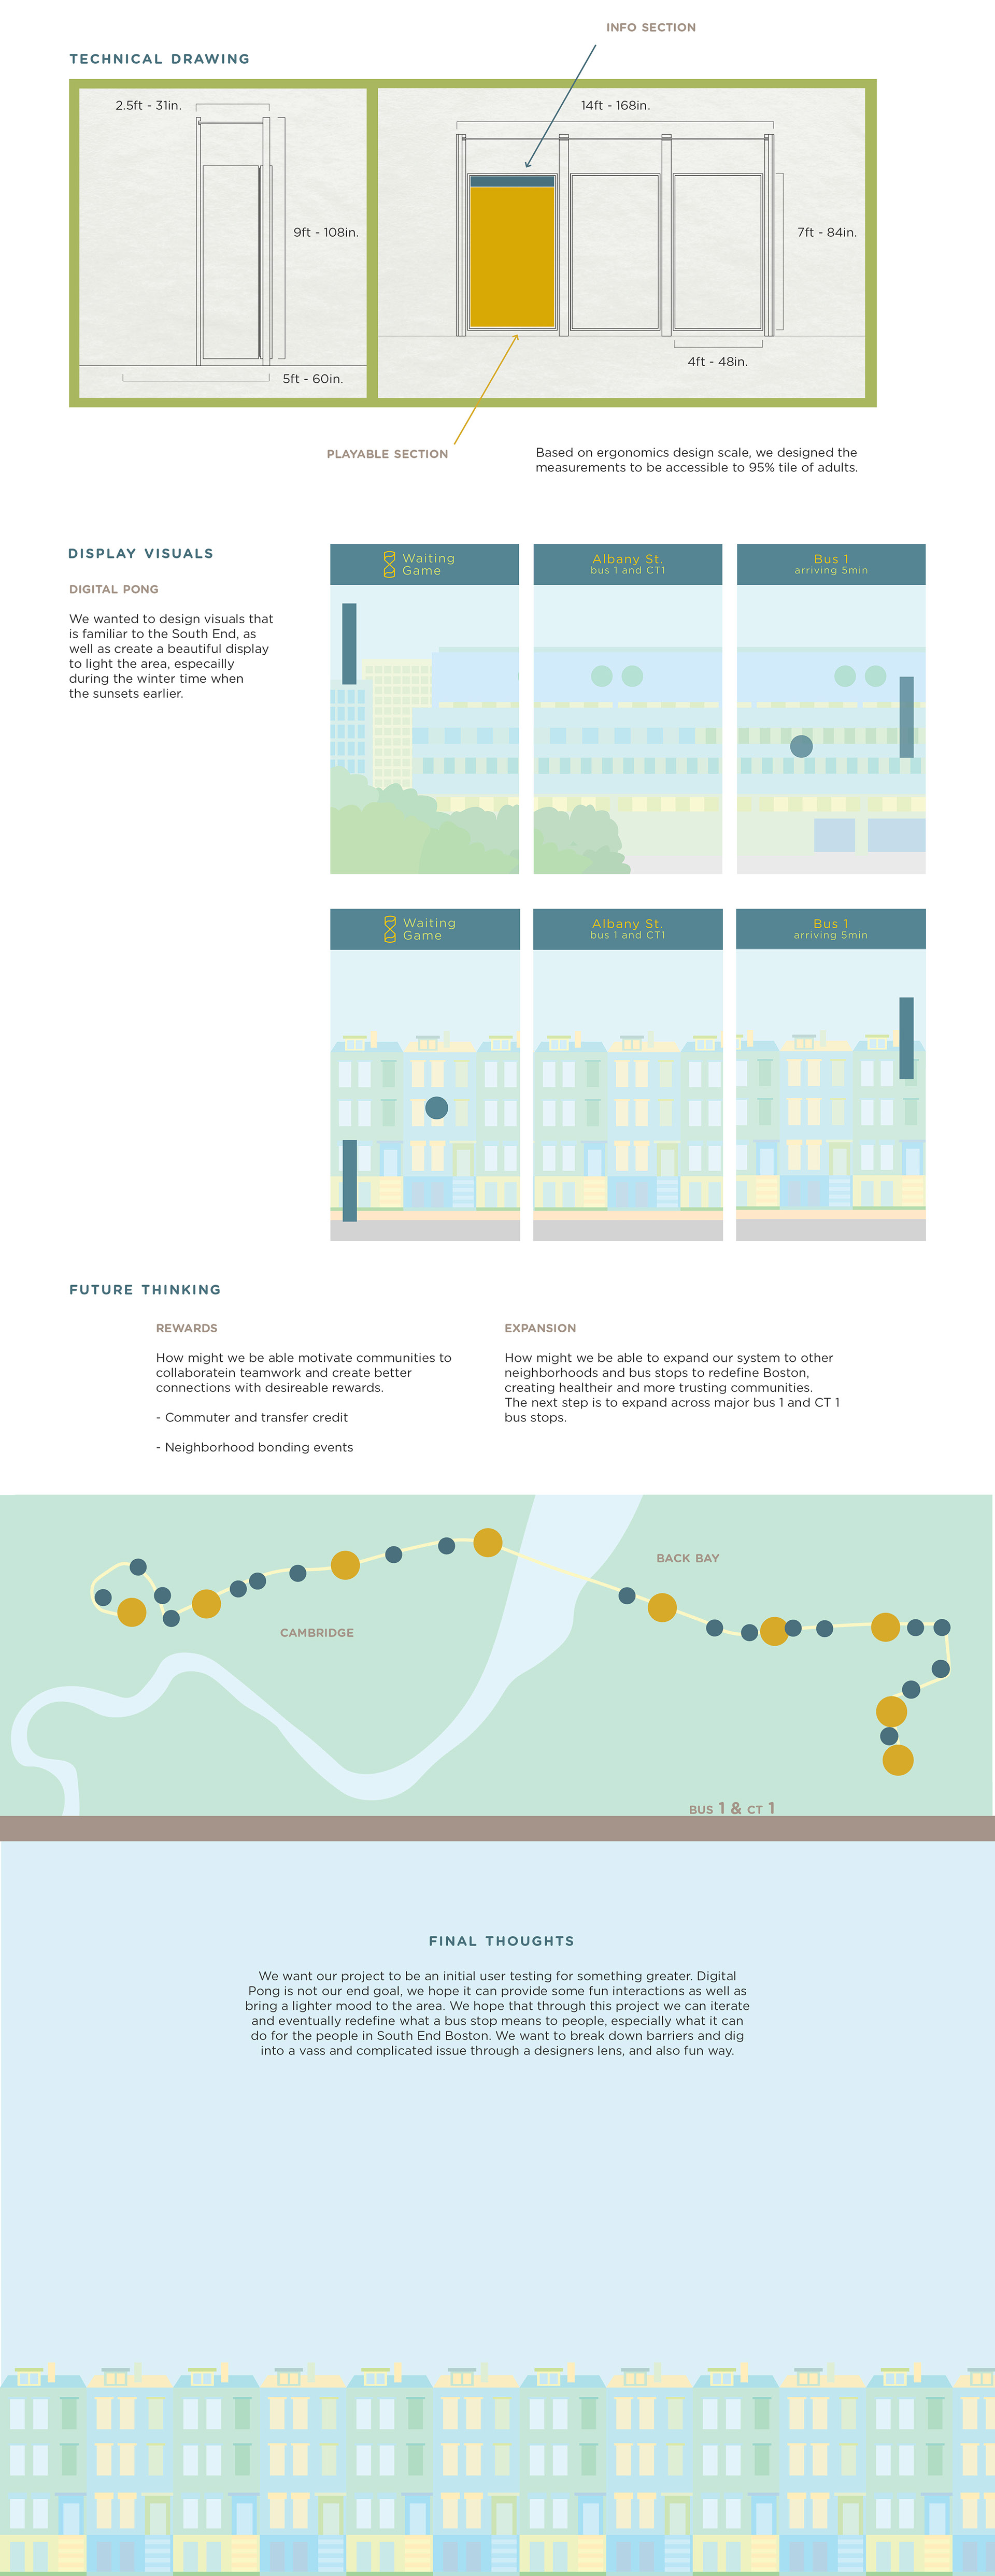 INFO SECTION
TECHNICAL DRAWING
2.5ft - 31in.
14ft - 168in.
9ft - 108in.
7ft - 84in.
4ft - 48in.
5ft - 60in.
PLAYABLE SECTION
Based on ergonomics design scale, we designed the
measurements to be accessible to 95% tile of adults.
DISPLAY VISUALS
DIGITAL PONG
We wanted to design visuals that
is familiar to the South End, as
well as create a beautiful display
to light the area, especailly
during the winter time when
the sunsets earlier.
Waiting
Game
Albany St.
bus 1 and CT1
Bus 1
arriving 5min
Waiting
Game
Albany St.
bus 1 and CT1
Bus 1
arriving 5min
FUTURE THINKING
REWARDS
How might we be able motivate communities to
collaboratein teamwork and create better
connections with desireable rewards.
- Commuter and transfer credit
- Neighborhood bonding events
EXPANSION
How might we be able to expand our system to other
neighborhoods and bus stops to redefine Boston,
creating healtheir and more trusting communities.
The next step is to expand across major bus 1 and CT 1
bus stops.
BACK BAY
CAMBRIDGE
BUS 1 & CT 1
FINAL THOUGHTS
We want our project to be an initial user testing for something greater. Digital
Pong is not our end goal, we hope it can provide some fun interactions as well as
bring a lighter mood to the area. We hope that through this project we can iterate
and eventually redefine what a bus stop means to people, especially what it can
do for the people in South End Boston. We want to break down barriers and dig
into a vass and complicated issue through a designers lens, and also fun way.